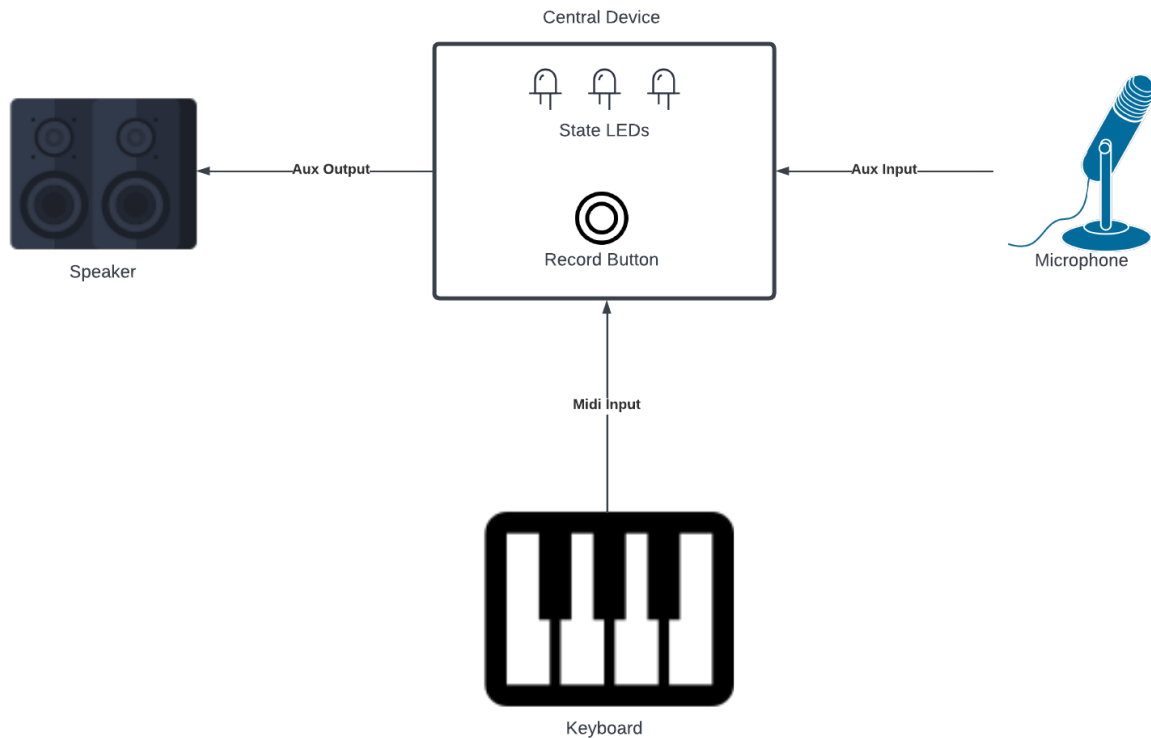 Central Device
State LEDs
Aux Output
Aux Input
Record Button
Microphone
Speaker
Midi Input
Keyboard